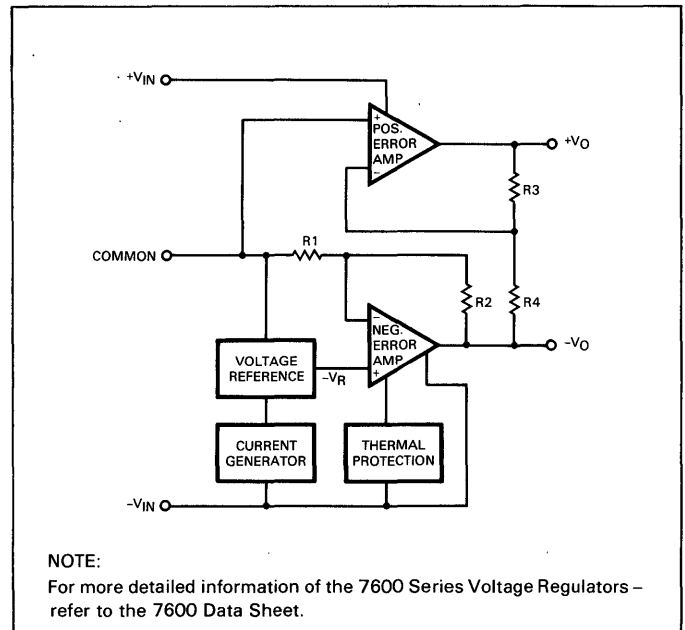 +VIN
+
POS.
ERROR
AMP
−
+VO
R3
COMMON
R1
R2
R4
−
NEG.
ERROR
AMP
+
−VO
VOLTAGE
REFERENCE
−VR
CURRENT
GENERATOR
THERMAL
PROTECTION
−VIN
NOTE:
For more detailed information of the 7600 Series Voltage Regulators –
refer to the 7600 Data Sheet.